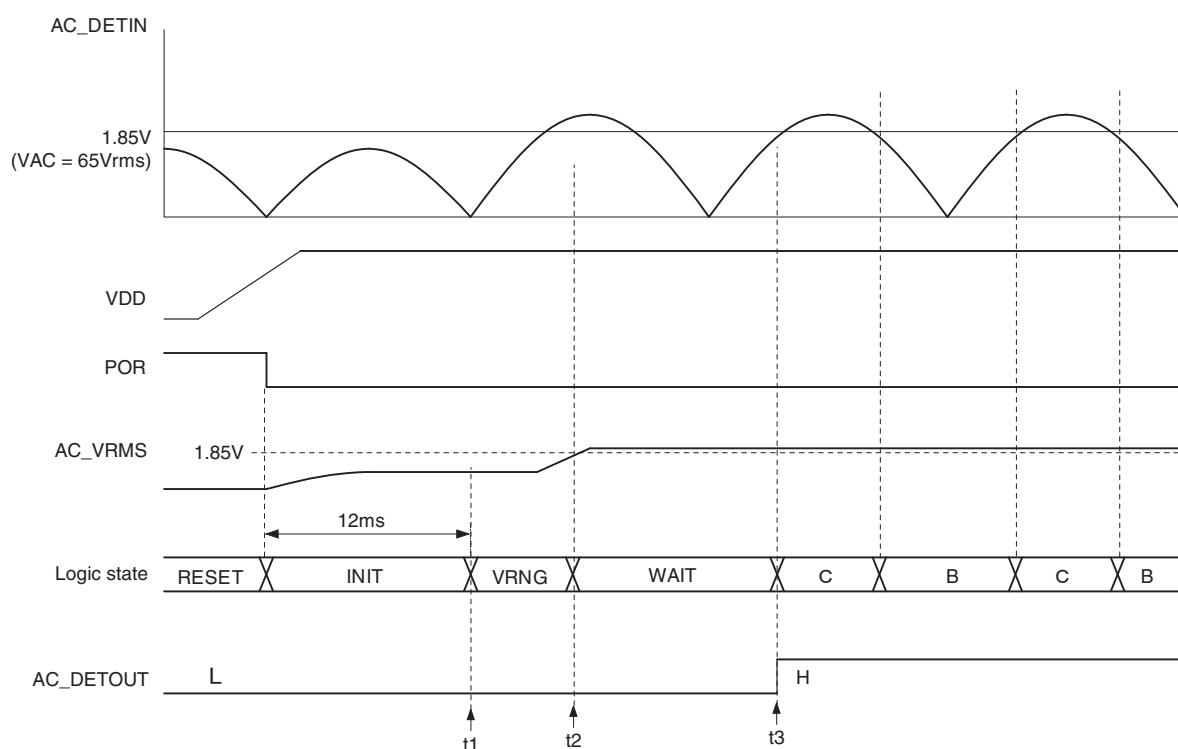 AC_DETIN
1.85V
(VAC = 65Vrms)
VDD
POR
AC_VRMS
1.85V
12ms
Logic state
RESET INIT VRNG WAIT C B C B
AC_DETOUT
L
H
t1 t2 t3